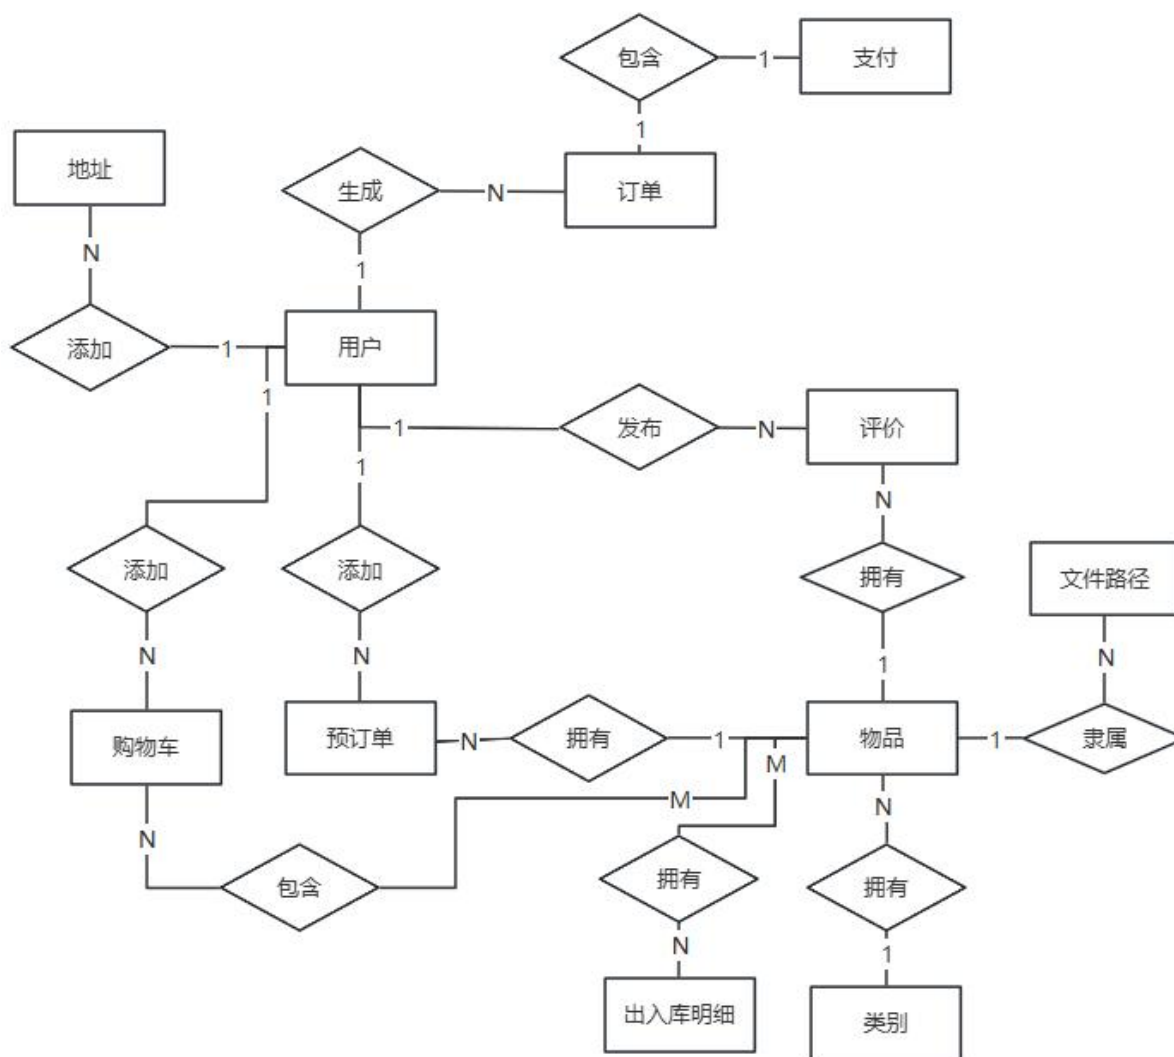 包含
1
支付
1
地址
生成
N
订单
N
1
添加
1
用户
1
1
发布
N
评价
1
N
添加
添加
拥有
文件路径
N
N
1
N
购物车
预订单
N
拥有
1
物品
1
隶属
M
M
N
N
包含
拥有
拥有
N
1
出入库明细
类别